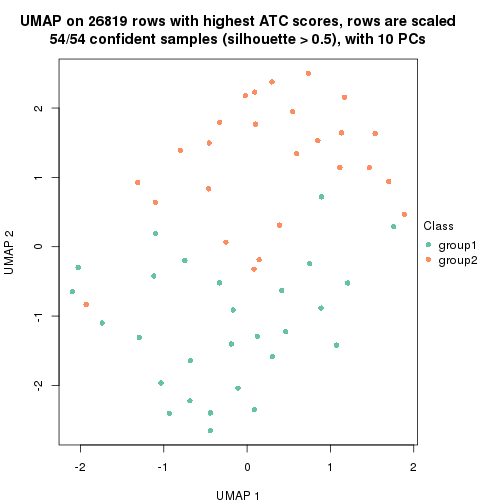 UMAP on 26819 rows with highest ATC scores, rows are scaled
54/54 confident samples (silhouette > 0.5), with 10 PCs
2
1
0
-1
-2
UMAP 2
-2
-1
0
1
2
UMAP 1
Class
group1
group2